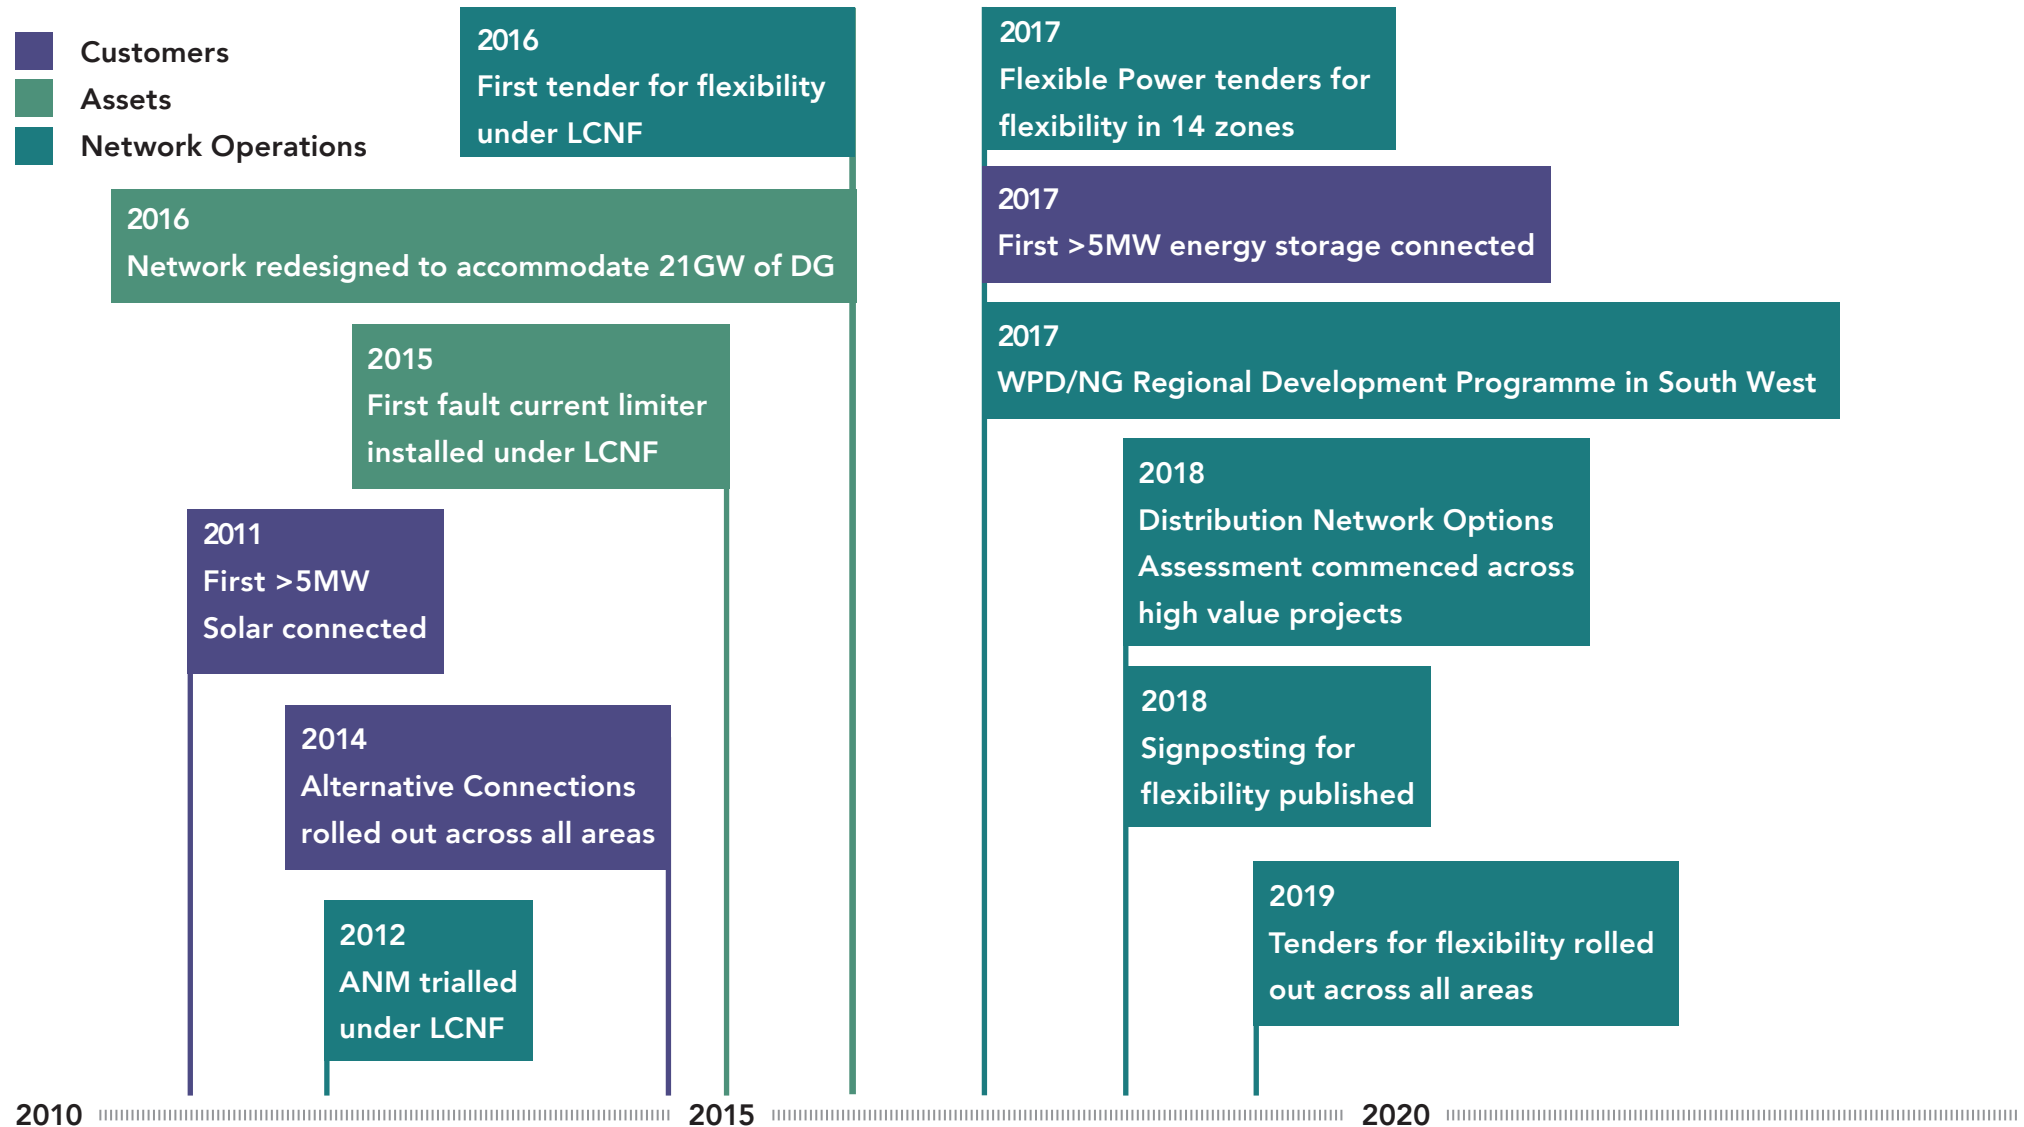 Customers
Assets
Network Operations
2016
First tender for flexibility
under LCNF
2016
Network redesigned to accommodate 21GW of DG
2015
First fault current limiter
installed under LCNF
2011
First >5MW
Solar connected
2014
Alternative Connections
rolled out across all areas
2012
ANM trialled
under LCNF
2017
Flexible Power tenders for
flexibility in 14 zones
2017
First >5MW energy storage connected
2017
WPD/NG Regional Development Programme in South West
2018
Distribution Network Options
Assessment commenced across
high value projects
2018
Signposting for
flexibility published
2019
Tenders for flexibility rolled
out across all areas
2010
2015
2020